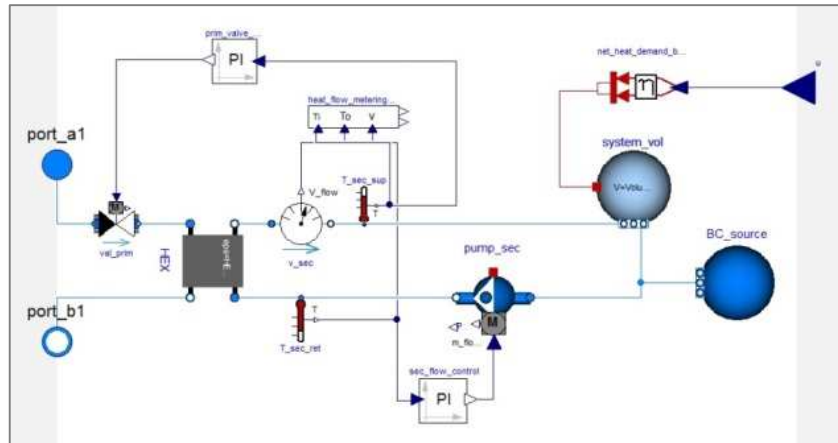 prim_valve_...
PI
net_heat_demand_b...
u
η
heat_flow_metering...
Ti To v
port_a1
system_vol
V_flow
T_sec_sup
V=Volu...
M
T
BC_source
val_prim
HEX
v_sec
pump_sec
port_b1
T
P
M
m_flo...
T_sec_ret
sec_flow_control
PI